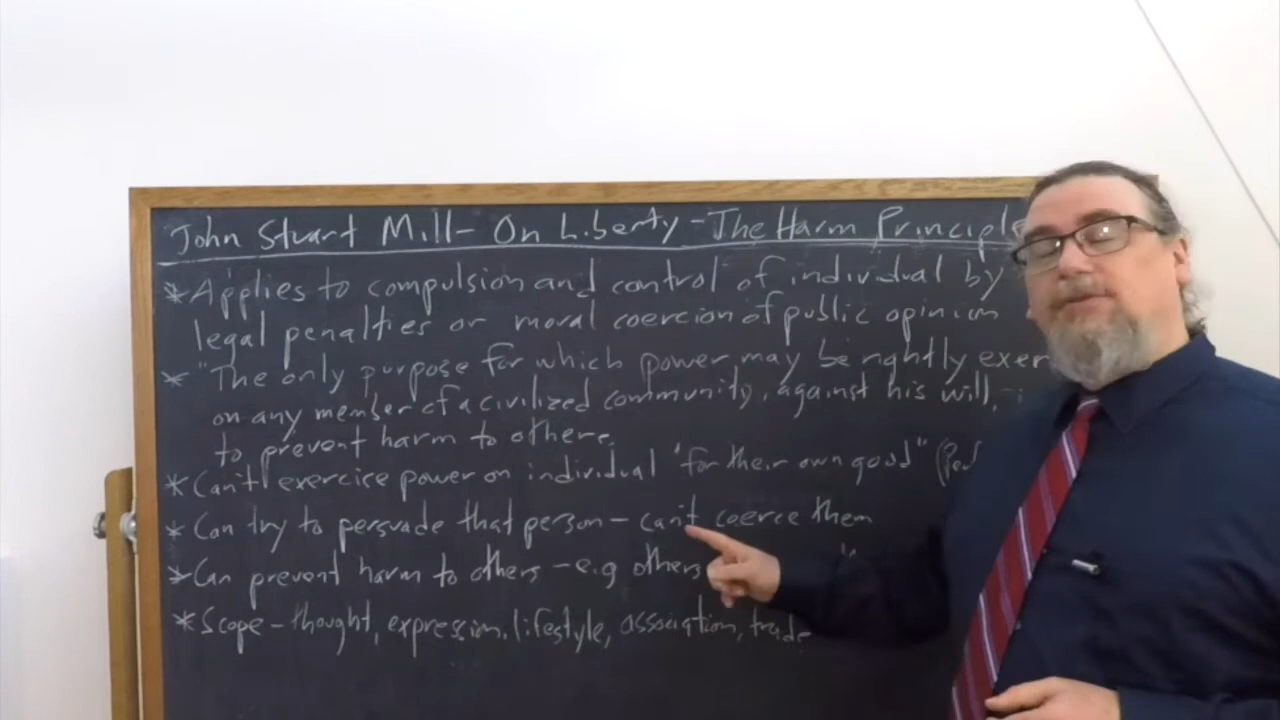 John Stuart Mill - On Liberty - The Harm Principle
* Applies to compulsion and control of individual by
legal penalties or moral coercion of public opinion
* "The only purpose for which power may be rightly exer
on any member of a civilized community, against his will,
to prevent harm to others.
* Can't exercise power on individual "for their own good"
* Can try to persuade that person - can't coerce them
* Can prevent harm to others - e.g others
* Scope - thought, expression, lifestyle, association, trade